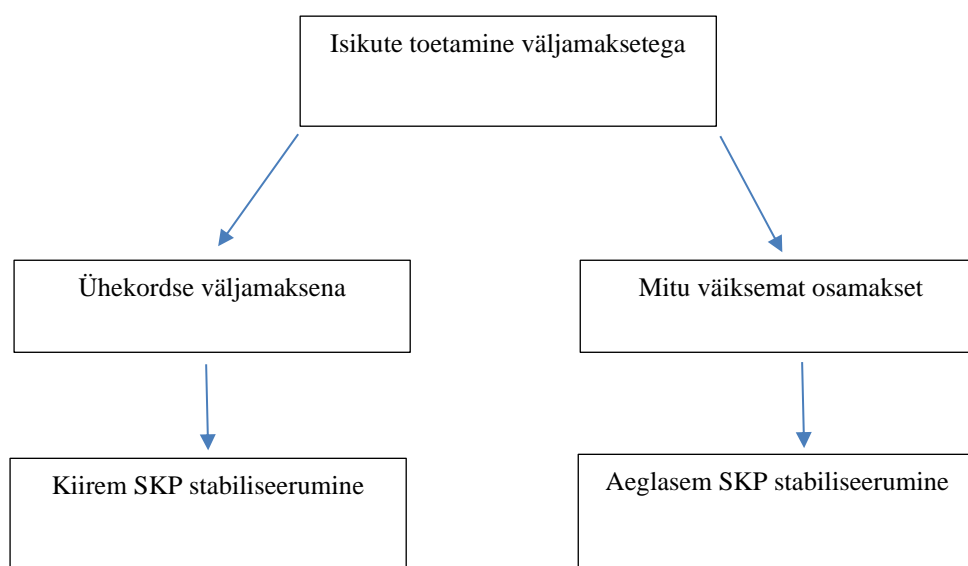 Isikute toetamine väljamaksetega
Ühekordse väljamaksena
Mitu väiksemat osamakset
Kiirem SKP stabiliseerumine
Aeglasem SKP stabiliseerumine